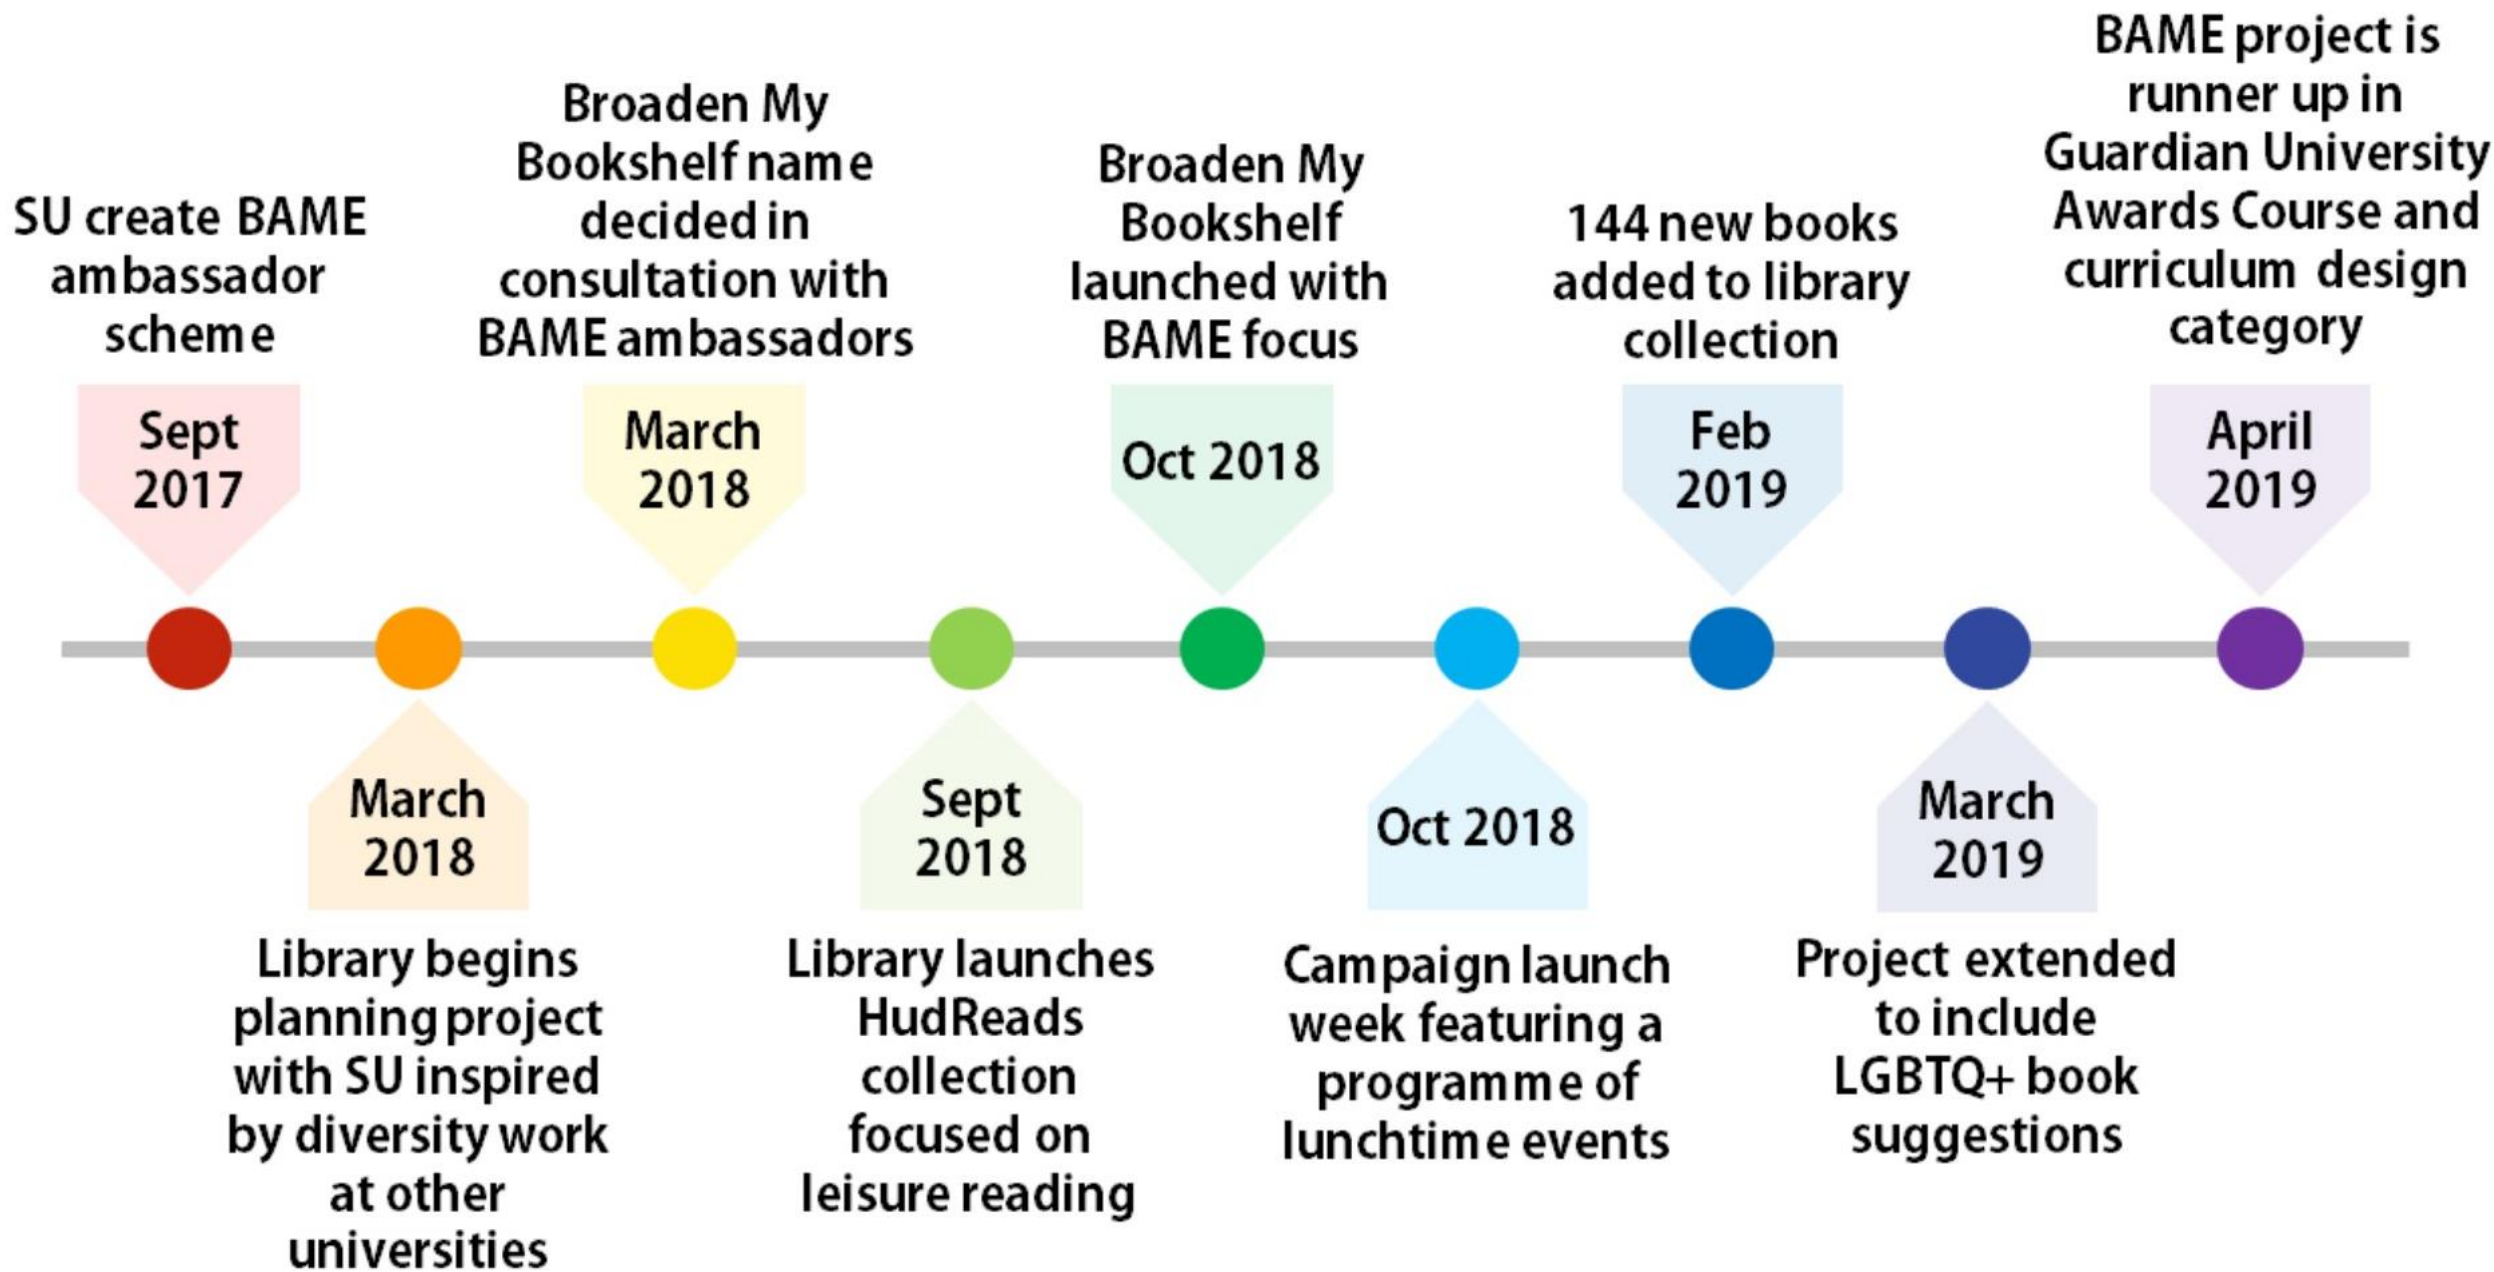 SU create BAME
ambassador
scheme
Sept
2017
March
2018
Library begins
planning project
with SU inspired
by diversity work
at other
universities
Broaden My
Bookshelf name
decided in
consultation with
BAME ambassadors
March
2018
Sept
2018
Library launches
HudReads
collection
focused on
leisure reading
Broaden My
Bookshelf
launched with
BAME focus
Oct 2018
Oct 2018
Campaign launch
week featuring a
programme of
lunchtime events
144 new books
added to library
collection
Feb
2019
March
2019
Project extended
to include
LGBTQ+ book
suggestions
BAME project is
runner up in
Guardian University
Awards Course and
curriculum design
category
April
2019